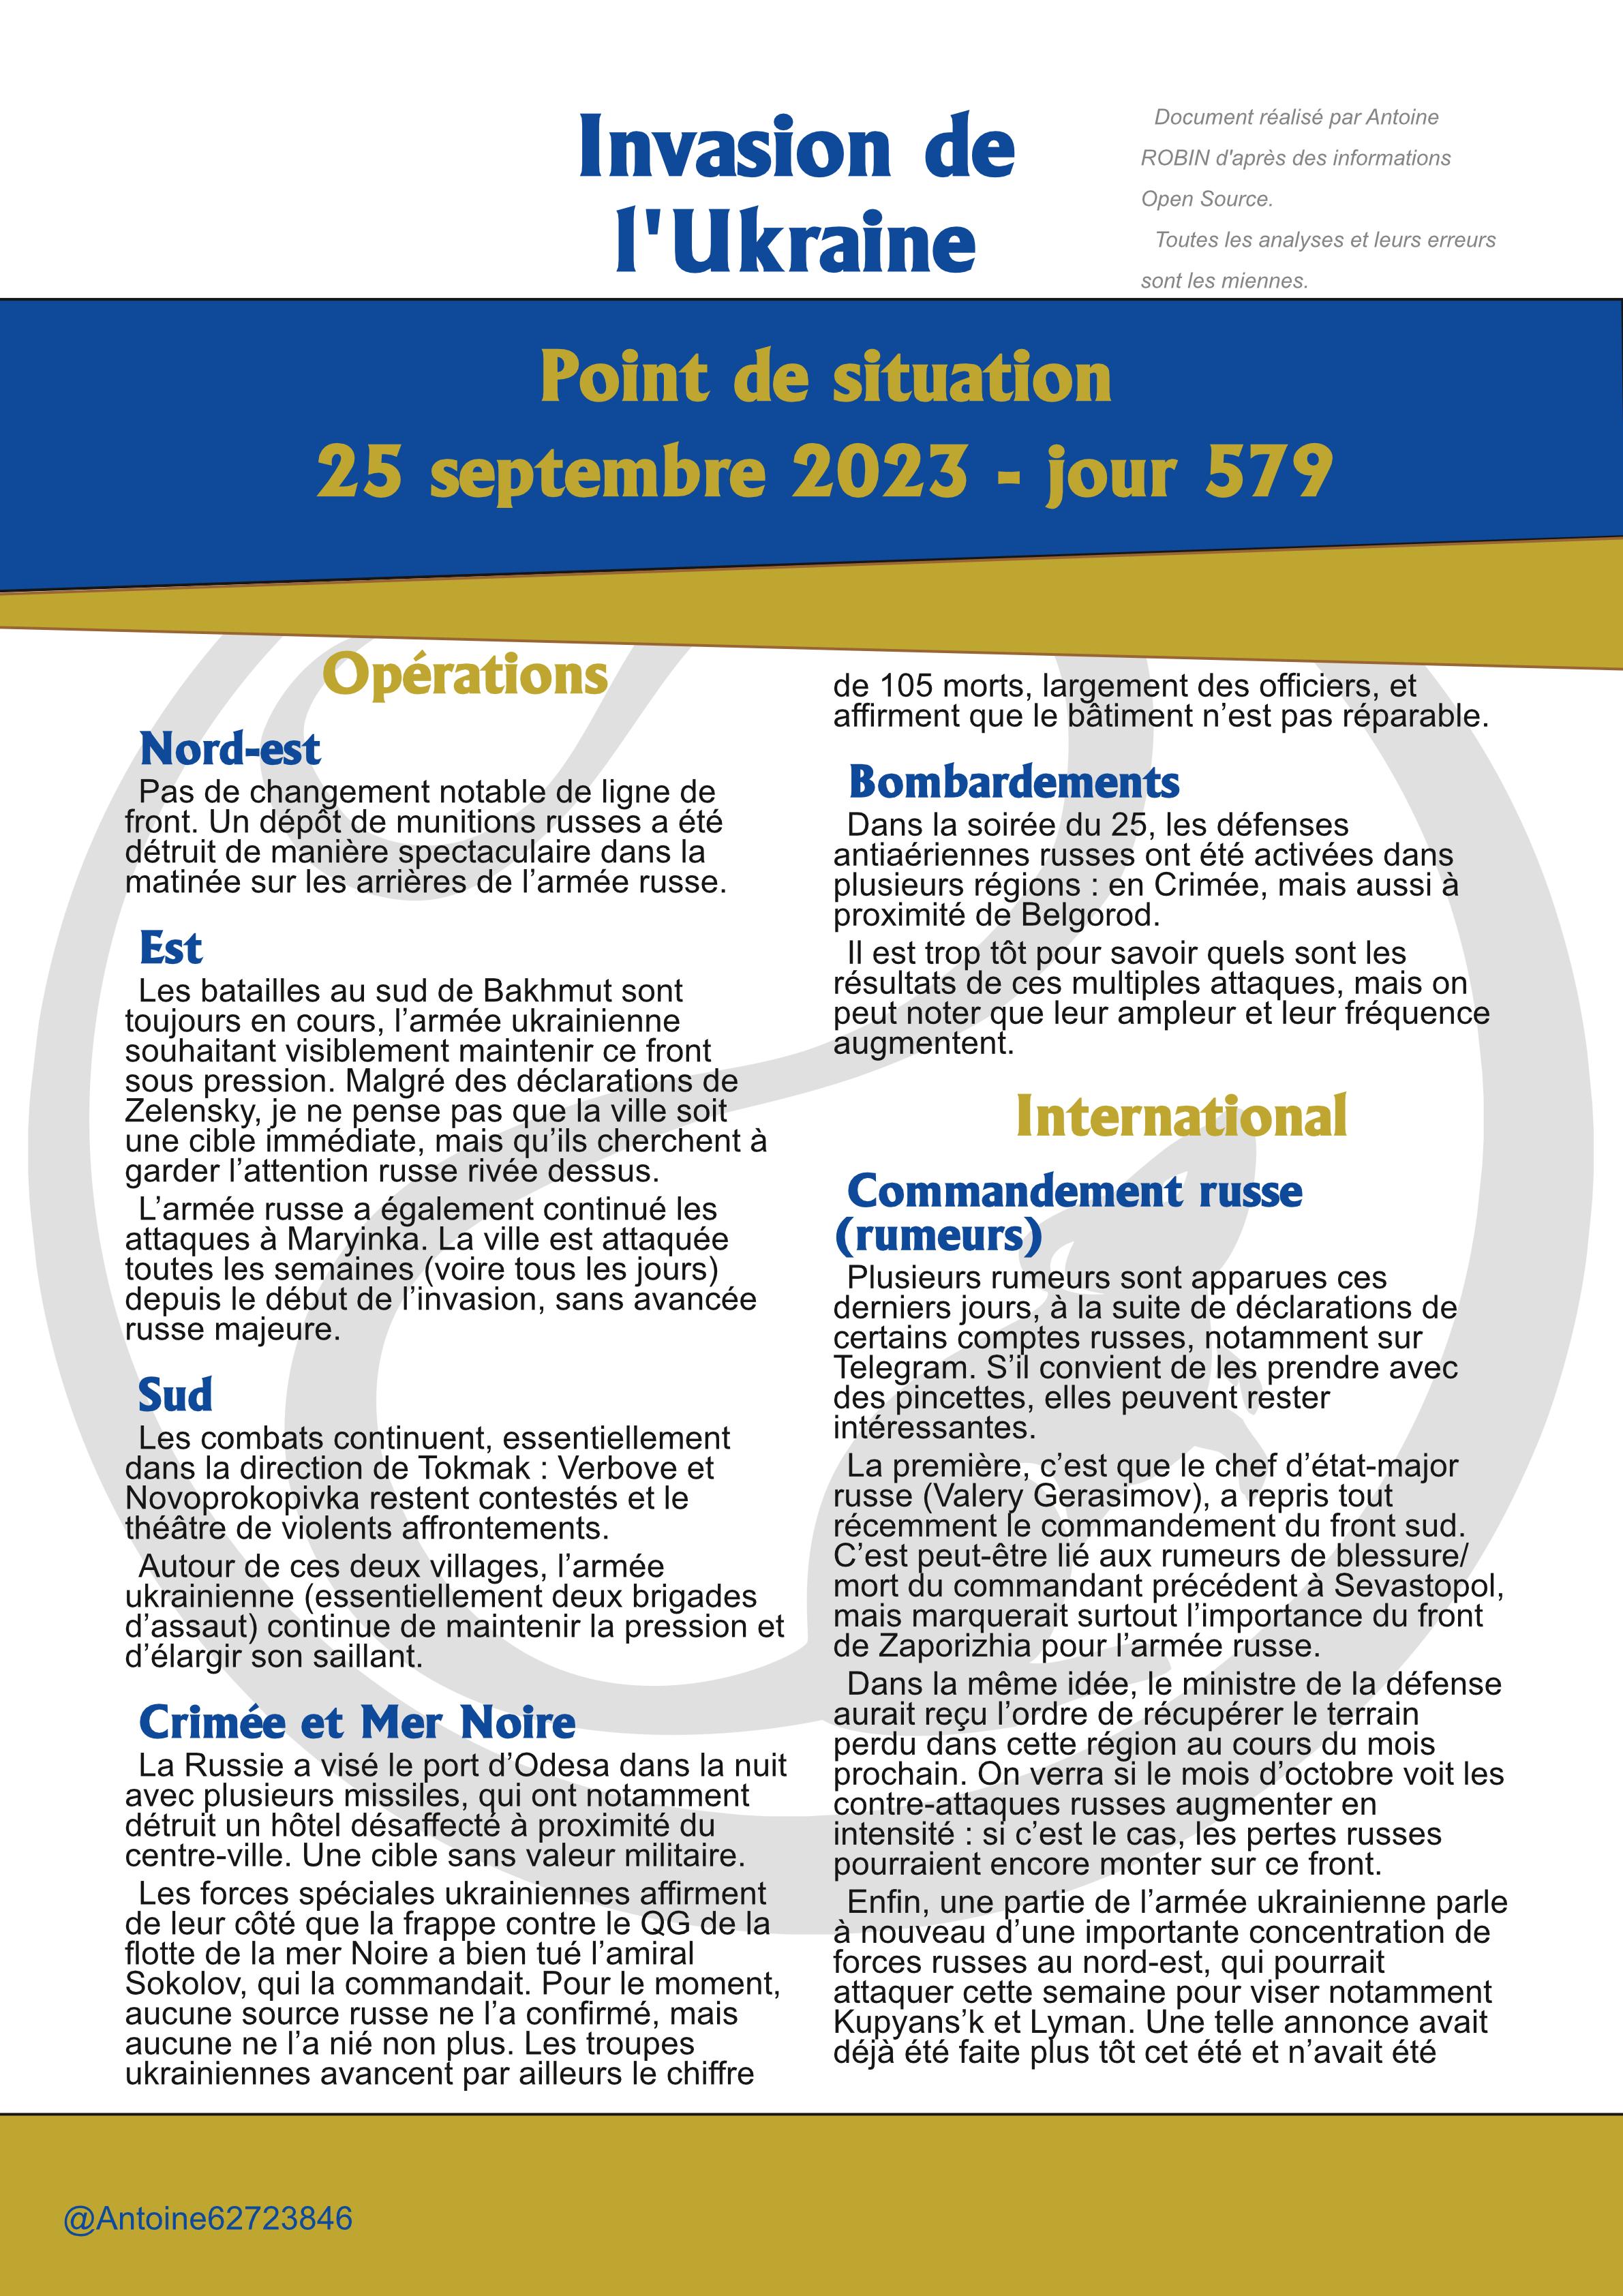 Invasion de
l'Ukraine
Document réalisé par Antoine
ROBIN d'après des informations
Open Source.
Toutes les analyses et leurs erreurs
sont les miennes.
Point de situation
25 septembre 2023 - jour 579
Opérations
Nord-est
Pas de changement notable de ligne de
front. Un dépôt de munitions russes a été
détruit de manière spectaculaire dans la
matinée sur les arrières de l’armée russe.
Est
Les batailles au sud de Bakhmut sont
toujours en cours, l’armée ukrainienne
souhaitant visiblement maintenir ce front
sous pression. Malgré des déclarations de
Zelensky, je ne pense pas que la ville soit
une cible immédiate, mais qu’ils cherchent à
garder l’attention russe rivée dessus.
L’armée russe a également continué les
attaques à Maryinka. La ville est attaquée
toutes les semaines (voire tous les jours)
depuis le début de l’invasion, sans avancée
russe majeure.
Sud
Les combats continuent, essentiellement
dans la direction de Tokmak : Verbove et
Novoprokopivka restent contestés et le
théâtre de violents affrontements.
Autour de ces deux villages, l’armée
ukrainienne (essentiellement deux brigades
d’assaut) continue de maintenir la pression et
d’élargir son saillant.
Crimée et Mer Noire
La Russie a visé le port d’Odesa dans la nuit
avec plusieurs missiles, qui ont notamment
détruit un hôtel désaffecté à proximité du
centre-ville. Une cible sans valeur militaire.
Les forces spéciales ukrainiennes affirment
de leur côté que la frappe contre le QG de la
flotte de la mer Noire a bien tué l’amiral
Sokolov, qui la commandait. Pour le moment,
aucune source russe ne l’a confirmé, mais
aucune ne l’a nié non plus. Les troupes
ukrainiennes avancent par ailleurs le chiffre
de 105 morts, largement des officiers, et
affirment que le bâtiment n’est pas réparable.
Bombardements
Dans la soirée du 25, les défenses
antiaériennes russes ont été activées dans
plusieurs régions : en Crimée, mais aussi à
proximité de Belgorod.
Il est trop tôt pour savoir quels sont les
résultats de ces multiples attaques, mais on
peut noter que leur ampleur et leur fréquence
augmentent.
International
Commandement russe
(rumeurs)
Plusieurs rumeurs sont apparues ces
derniers jours, à la suite de déclarations de
certains comptes russes, notamment sur
Telegram. S’il convient de les prendre avec
des pincettes, elles peuvent rester
intéressantes.
La première, c’est que le chef d’état-major
russe (Valery Gerasimov), a repris tout
récemment le commandement du front sud.
C’est peut-être lié aux rumeurs de blessure/
mort du commandant précédent à Sevastopol,
mais marquerait surtout l’importance du front
de Zaporizhia pour l’armée russe.
Dans la même idée, le ministre de la défense
aurait reçu l’ordre de récupérer le terrain
perdu dans cette région au cours du mois
prochain. On verra si le mois d’octobre voit les
contre-attaques russes augmenter en
intensité : si c’est le cas, les pertes russes
pourraient encore monter sur ce front.
Enfin, une partie de l’armée ukrainienne parle
à nouveau d’une importante concentration de
forces russes au nord-est, qui pourrait
attaquer cette semaine pour viser notamment
Kupyans’k et Lyman. Une telle annonce avait
déjà été faite plus tôt cet été et n’avait été
@Antoine62723846